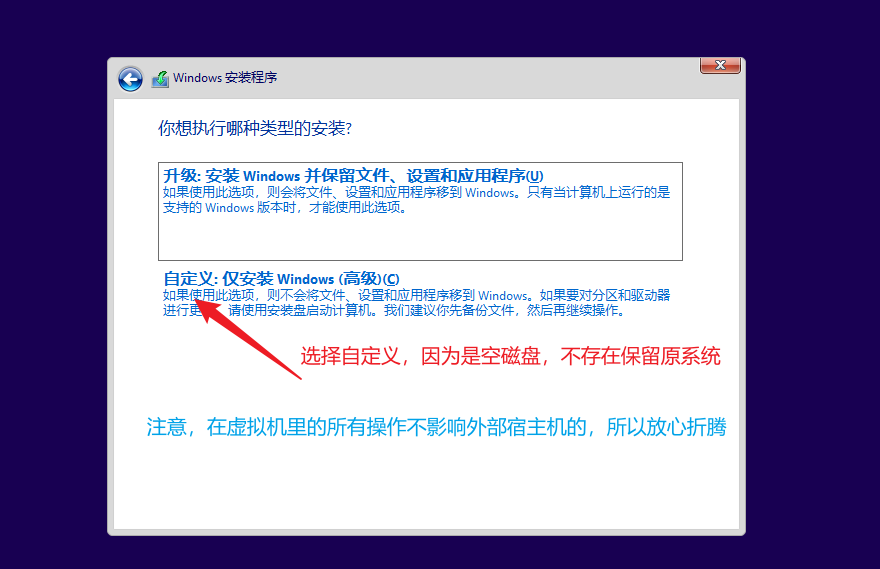 Windows 安装程序
你想执行哪种类型的安装?
升级: 安装 Windows 并保留文件、设置和应用程序(U)
如果使用此选项，则会将文件、设置和应用程序移到 Windows。只有当计算机上运行的是
支持的 Windows 版本时，才能使用此选项。
自定义: 仅安装 Windows (高级)(C)
如果使用此选项，则不会将文件、设置和应用程序移到 Windows。如果要对分区和驱动器
进行更 请使用安装盘启动计算机。我们建议你先备份文件，然后再继续操作。
选择自定义，因为是空磁盘，不存在保留原系统
注意，在虚拟机里的所有操作不影响外部宿主机的，所以放心折腾